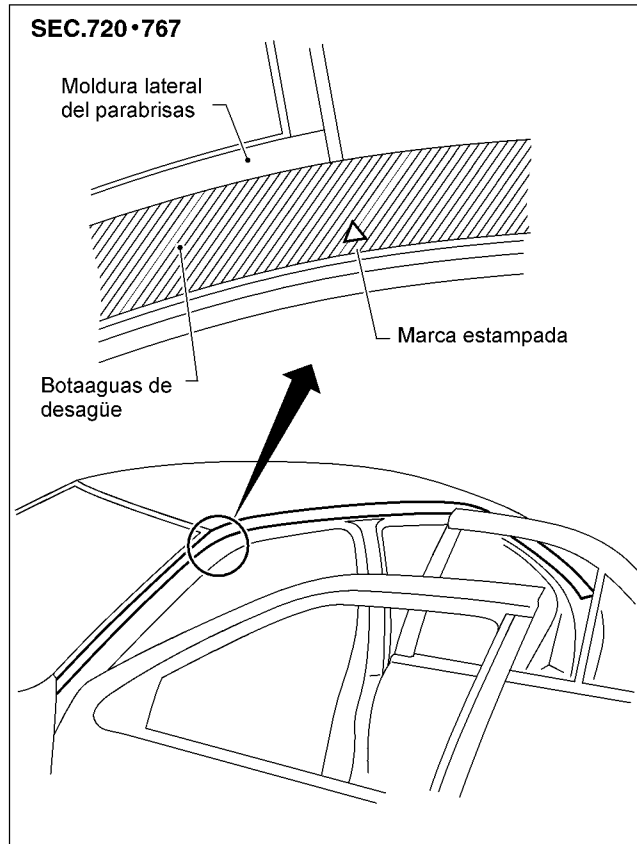 SEC.720•767
Moldura lateral
del parabrisas
Marca estampada
Botaaguas de
desagüe